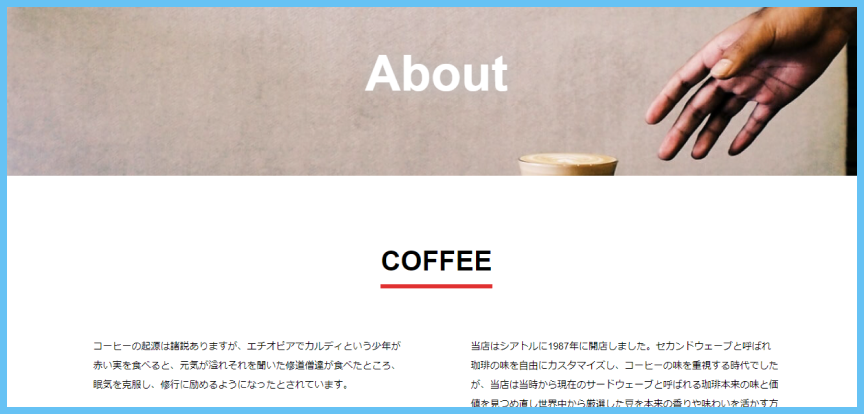 About
COFFEE
コーヒーの起源は諸説ありますが、エチオピアでカルディという少年が
赤い実を食べると、元気が溢れそれを聞いた修道僧達が食べたところ、
眠気を克服し、修行に励めるようになったとされています。
当店はシアトルに1987年に開店しました。セカンドウェーブと呼ばれ
珈琲の味を自由にカスタマイズし、コーヒーの味を重視する時代でした
が、当店は当時から現在のサードウェーブと呼ばれる珈琲本来の味と価
値を見つめ直し世界中から厳選した豆を本来の香りや味わいを活かす方